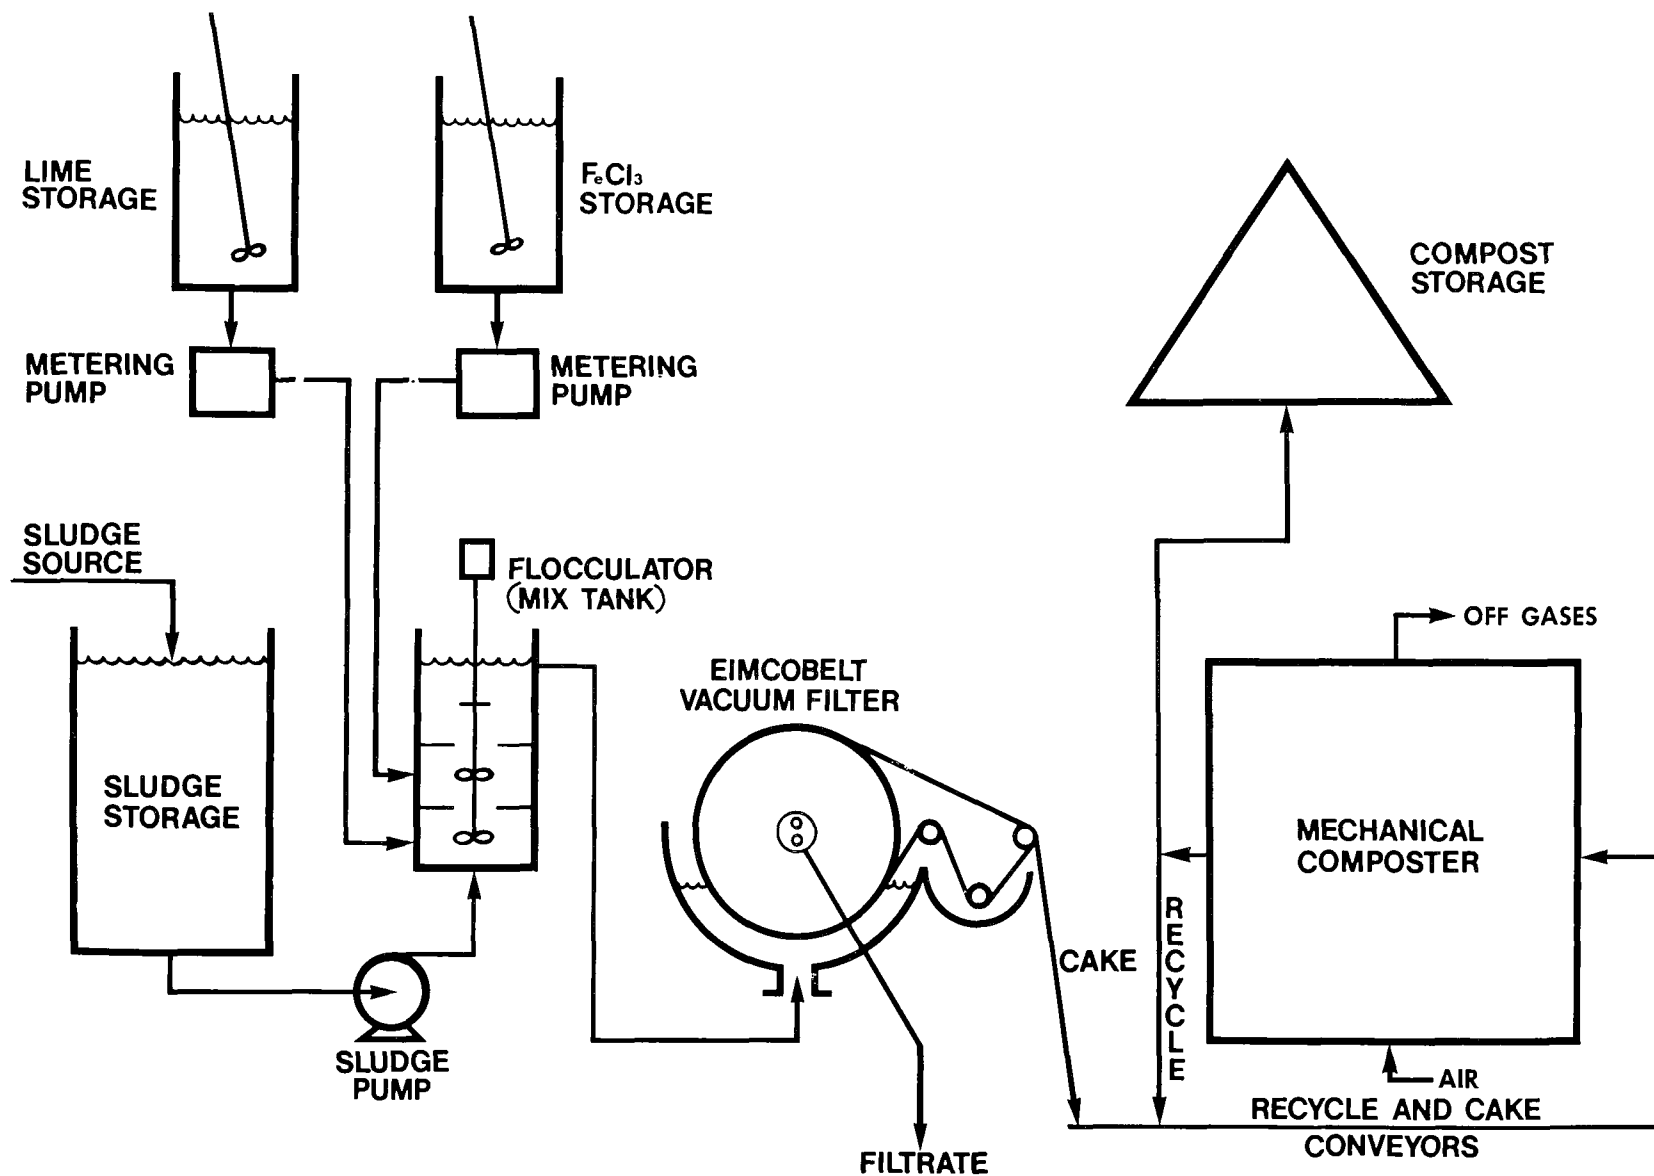 LIME
STORAGE
FeCl3
STORAGE
COMPOST
STORAGE
METERING
PUMP
METERING
PUMP
SLUDGE
SOURCE
FLOCCULATOR
(MIX TANK)
OFF GASES
EIMCOBELT
VACUUM FILTER
SLUDGE
STORAGE
MECHANICAL
COMPOSTER
CAKE
RECYCLE
SLUDGE
PUMP
AIR
RECYCLE AND CAKE
CONVEYORS
FILTRATE